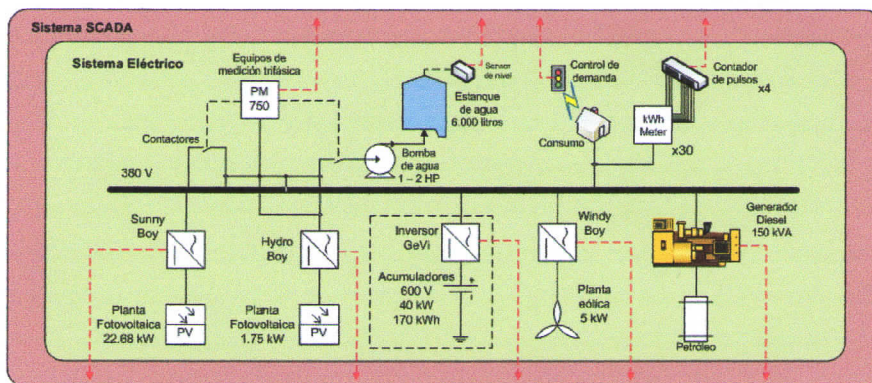 Sistema SCADA
Sistema Eléctrico
Equipos de
medición trifásica
PM
750
Contactores
380 V
Sensor
de nivel
Estanque
de agua
6.000 litros
Bomba
de agua
1 – 2 HP
Control de
demanda
Consumo
Contador
de pulsos
x4
kWh
Meter
x30
Sunny
Boy
Hydro
Boy
Inversor
GeVi
Acumuladores
600 V
40 kW
170 kWh
Windy
Boy
Generador
Diesel
150 kVA
Planta
Fotovoltaica
22.68 kW
PV
Planta
Fotovoltaica
1.75 kW
PV
Planta
eólica
5 kW
Petróleo